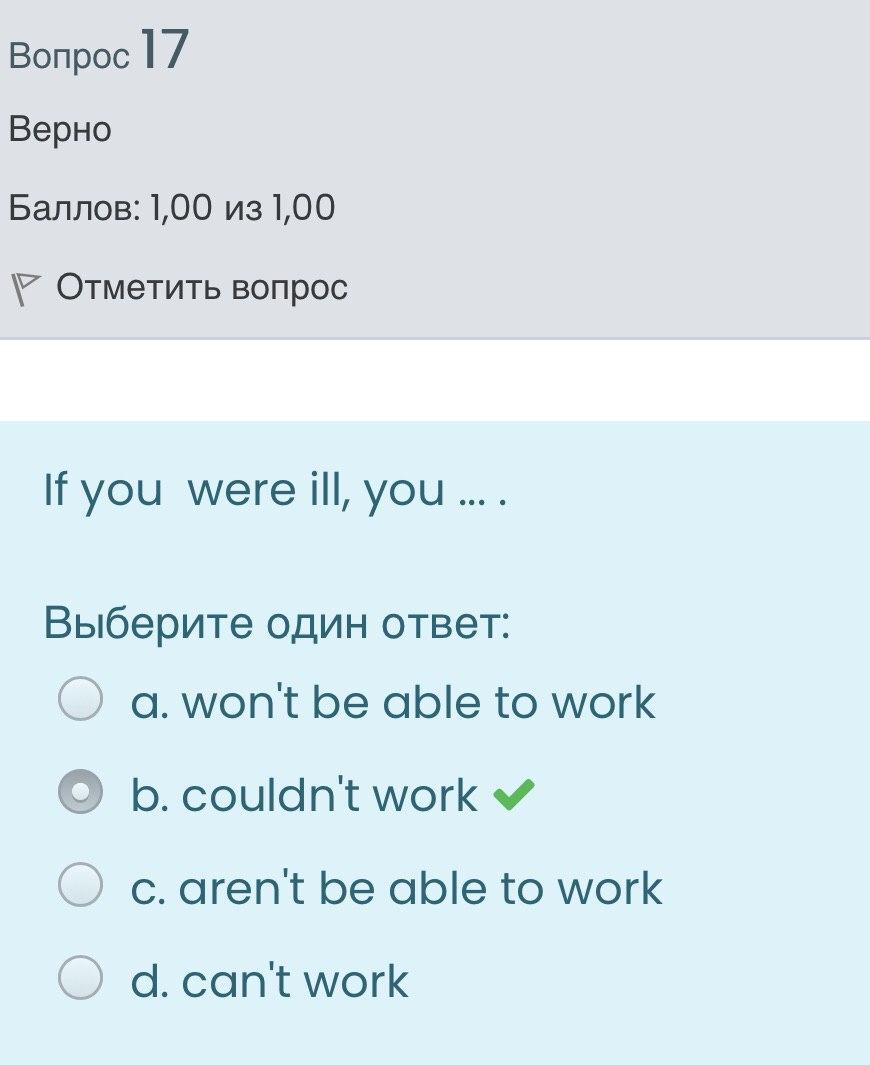 Вопрос 17
Верно
Баллов: 1,00 из 1,00
Отметить вопрос
If you  were ill, you ... .
Выберите один ответ:
a. won't be able to work
b. couldn't work
c. aren't be able to work
d. can't work